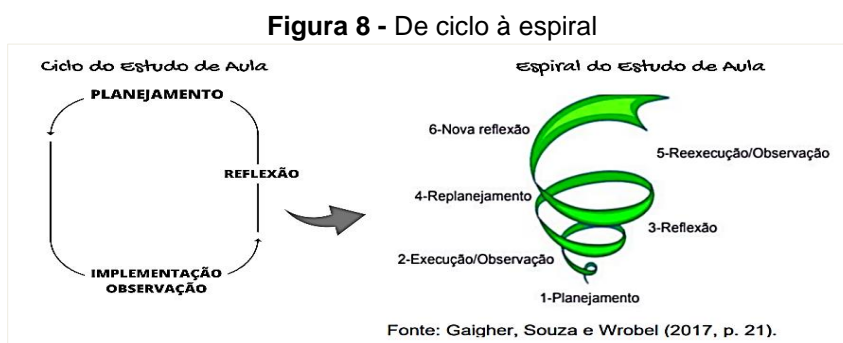 Figura 8 - De ciclo à espiral
Ciclo do Estudo de Aula
PLANEJAMENTO
REFLEXÃO
IMPLEMENTAÇÃO
OBSERVAÇÃO
Espiral do Estudo de Aula
6-Nova reflexão
5-Reexecução/Observação
4-Replanejamento
3-Reflexão
2-Execução/Observação
1-Planejamento
Fonte: Gaigher, Souza e Wrobel (2017, p. 21).